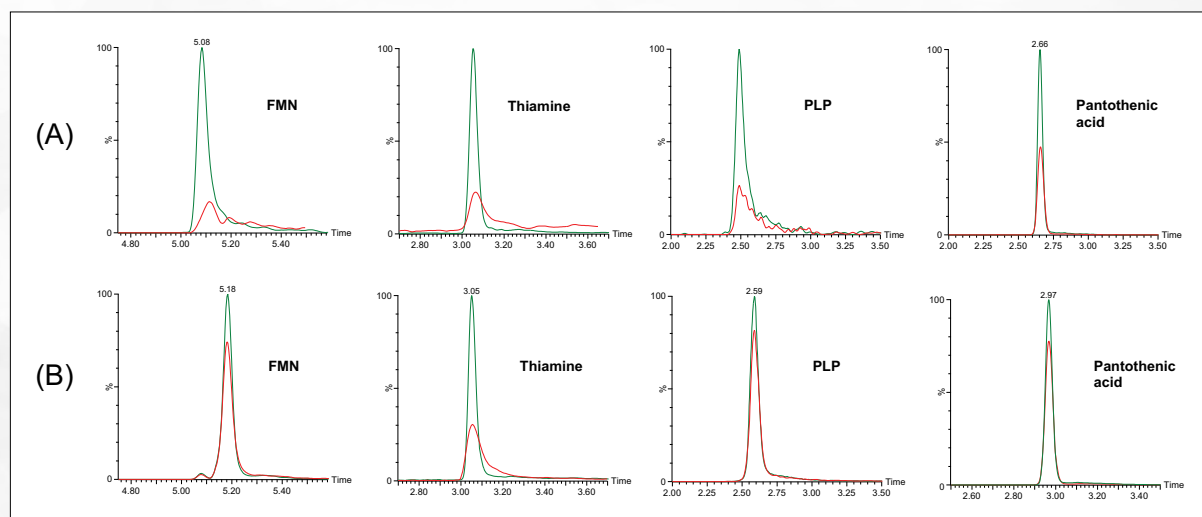 (A)
5.08
100
%
0
FMN
4.80 5.00 5.20 5.40
Time
100
%
0
Thiamine
2.80 3.00 3.20 3.40 3.60
Time
100
%
0
PLP
2.00 2.25 2.50 2.75 3.00 3.25 3.50
Time
2.66
100
%
0
Pantothenic
acid
2.00 2.25 2.50 2.75 3.00 3.25 3.50
Time
(B)
5.18
100
%
0
FMN
4.80 5.00 5.20 5.40
Time
3.05
100
%
0
Thiamine
2.80 3.00 3.20 3.40 3.60
Time
2.59
100
%
0
PLP
2.00 2.25 2.50 2.75 3.00 3.25 3.50
Time
2.97
100
%
0
Pantothenic
acid
2.60 2.80 3.00 3.20 3.40
Time